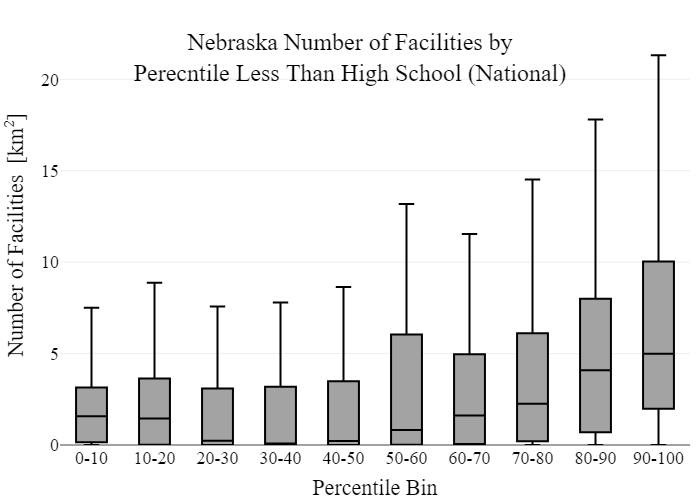 Nebraska Number of Facilities by
Perecntile Less Than High School (National)
Number of Facilities [km²]
20
15
10
5
0
0-10 10-20 20-30 30-40 40-50 50-60 60-70 70-80 80-90 90-100
Percentile Bin